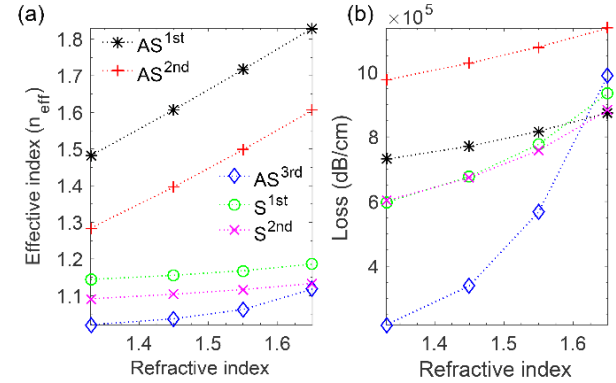 (a)
1.8
1.7
1.6
1.5
1.4
1.3
1.2
1.1
Effective index (n_eff)
AS^1st
AS^2nd
AS^3rd
S^1st
S^2nd
1.4 1.5 1.6
Refractive index
(b)
× 10^5
10
8
6
4
Loss (dB/cm)
1.4 1.5 1.6
Refractive index